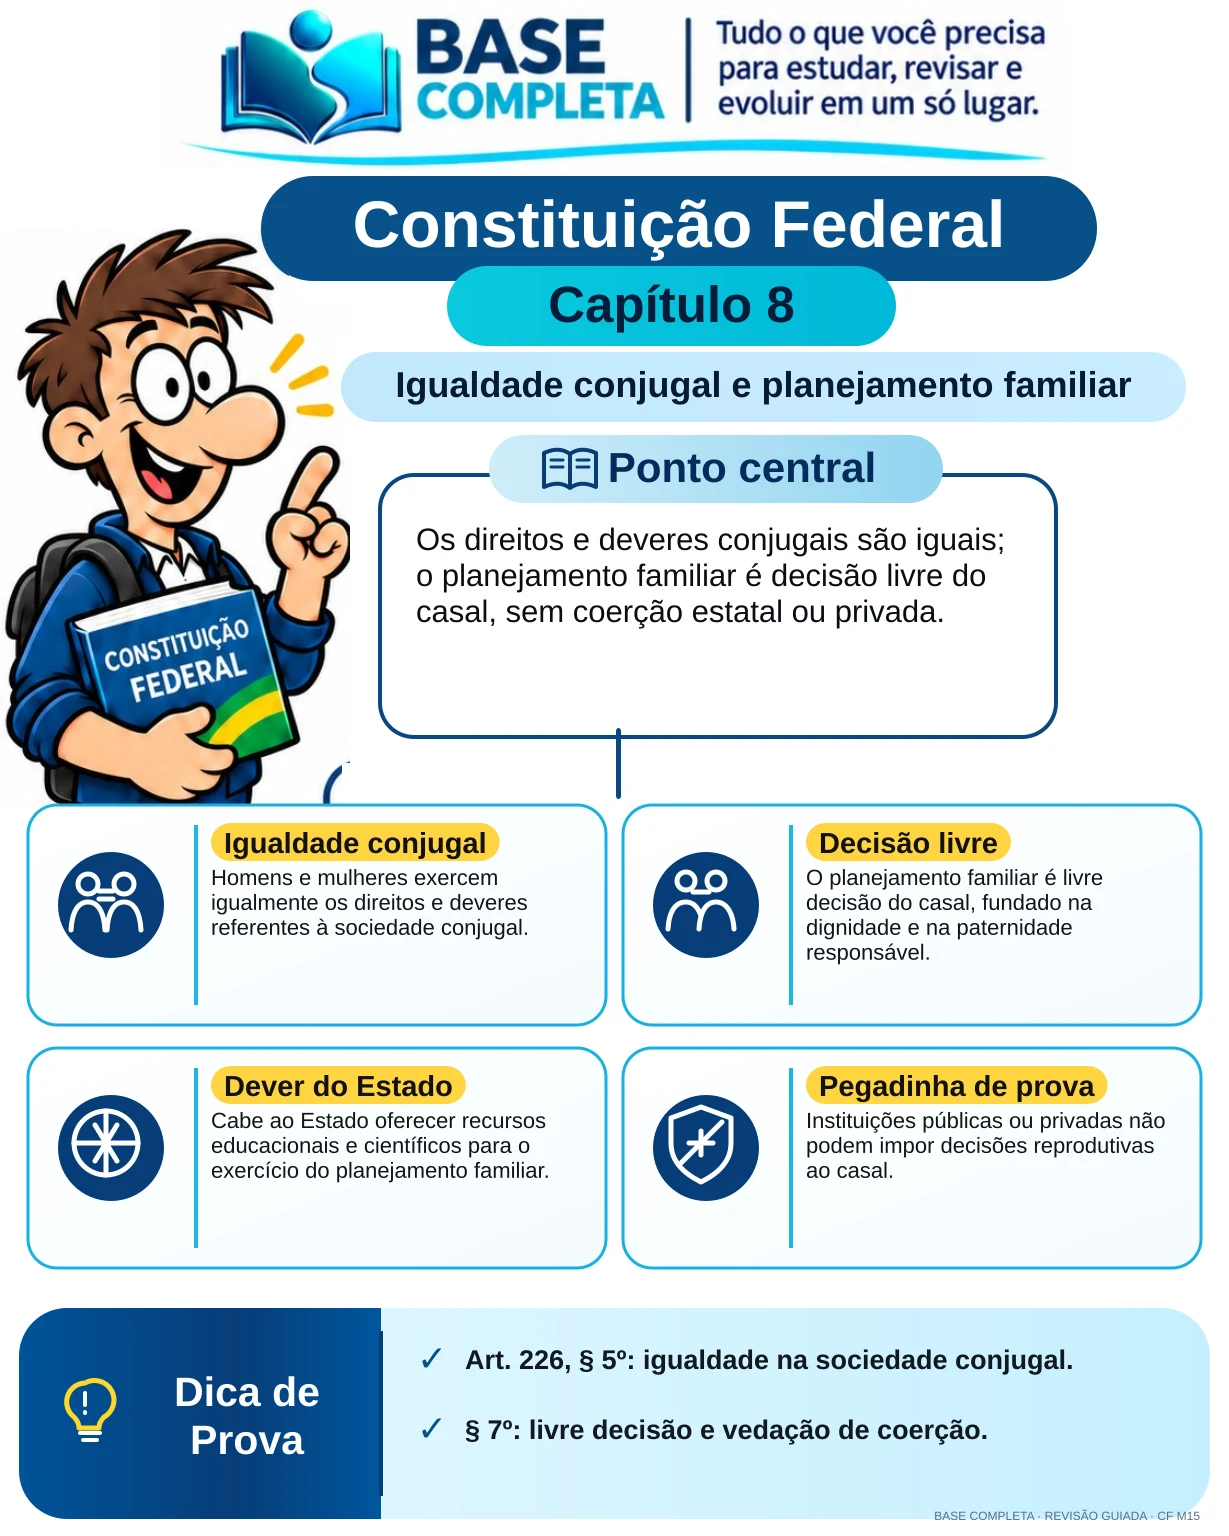 BASE
COMPLETA
Tudo o que você precisa
para estudar, revisar e
evoluir em um só lugar.
Constituição Federal
Capítulo 8
Igualdade conjugal e planejamento familiar
Ponto central
Os direitos e deveres conjugais são iguais;
o planejamento familiar é decisão livre do
casal, sem coerção estatal ou privada.
CONSTITUIÇÃO
FEDERAL
Igualdade conjugal
Homens e mulheres exercem
igualmente os direitos e deveres
referentes à sociedade conjugal.
Decisão livre
O planejamento familiar é livre
decisão do casal, fundado na
dignidade e na paternidade
responsável.
Dever do Estado
Cabe ao Estado oferecer recursos
educacionais e científicos para o
exercício do planejamento familiar.
Pegadinha de prova
Instituições públicas ou privadas não
podem impor decisões reprodutivas
ao casal.
Dica de
Prova
✓ Art. 226, § 5º: igualdade na sociedade conjugal.
✓ § 7º: livre decisão e vedação de coerção.
BASE COMPLETA · REVISÃO GUIADA · CF M15